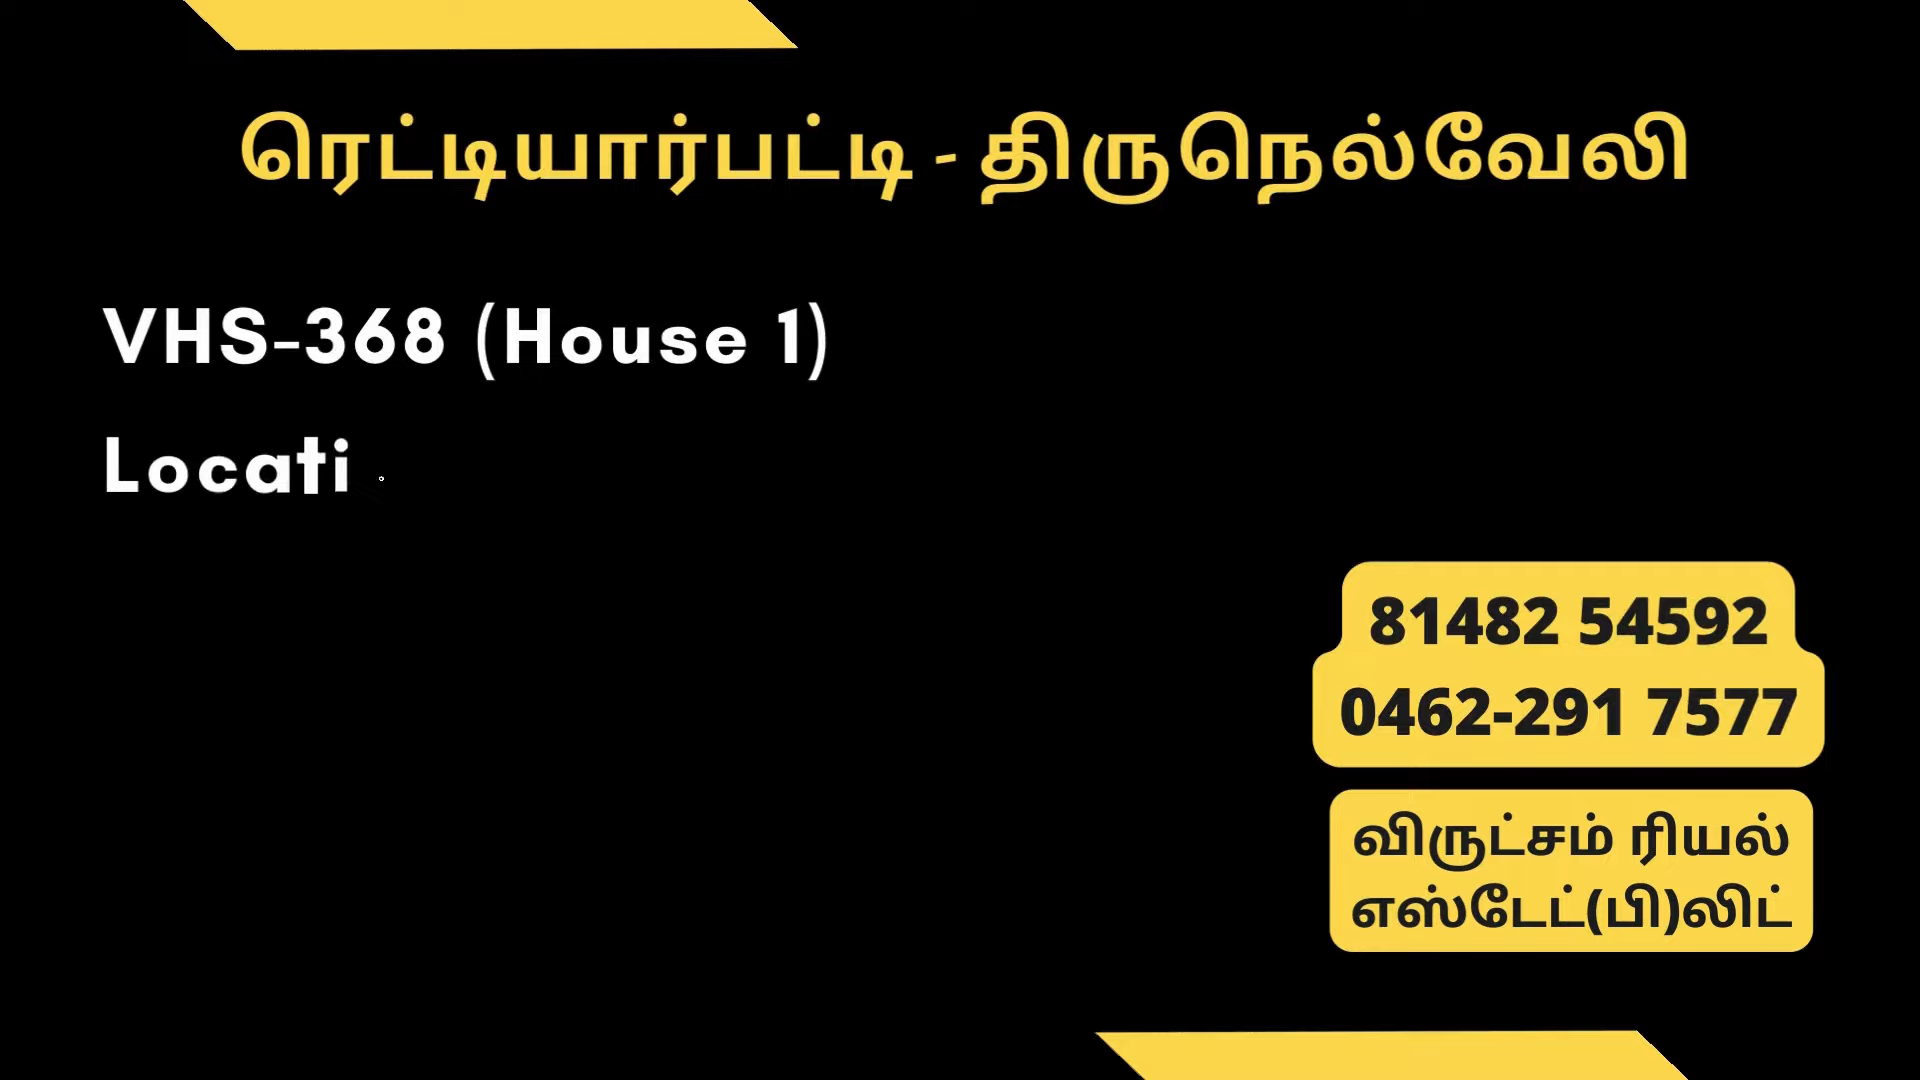 ரெட்டியார்பட்டி - திருநெல்வேலி
VHS-368 (House 1)
Locati
81482 54592
0462-291 7577
விருட்சம் ரியல்
எஸ்டேட்(பி)லிட்